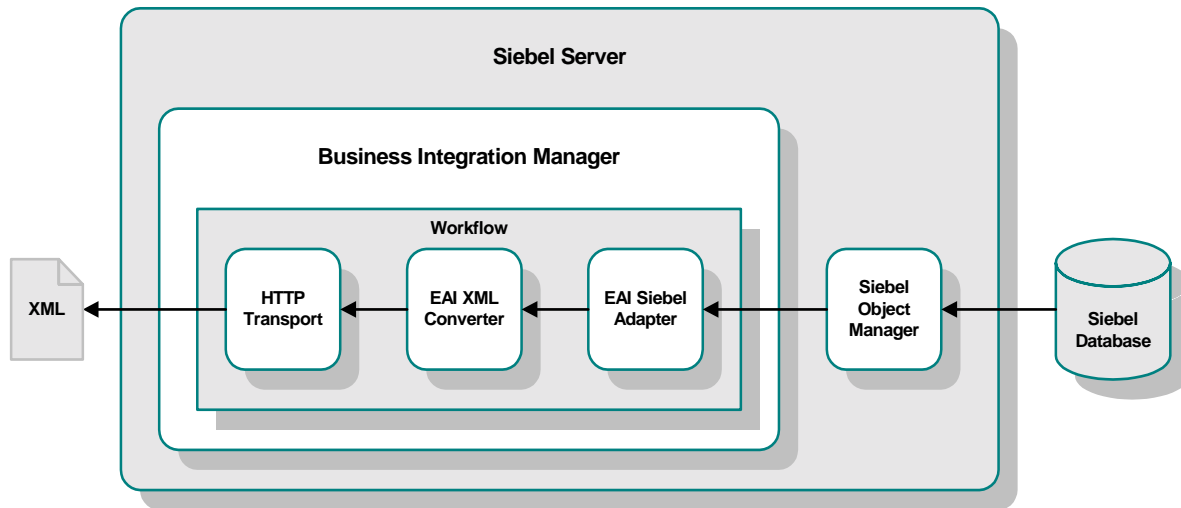 Siebel Server
Business Integration Manager
Workflow
XML
HTTP
Transport
EAI XML
Converter
EAI Siebel
Adapter
Siebel
Object
Manager
Siebel
Database